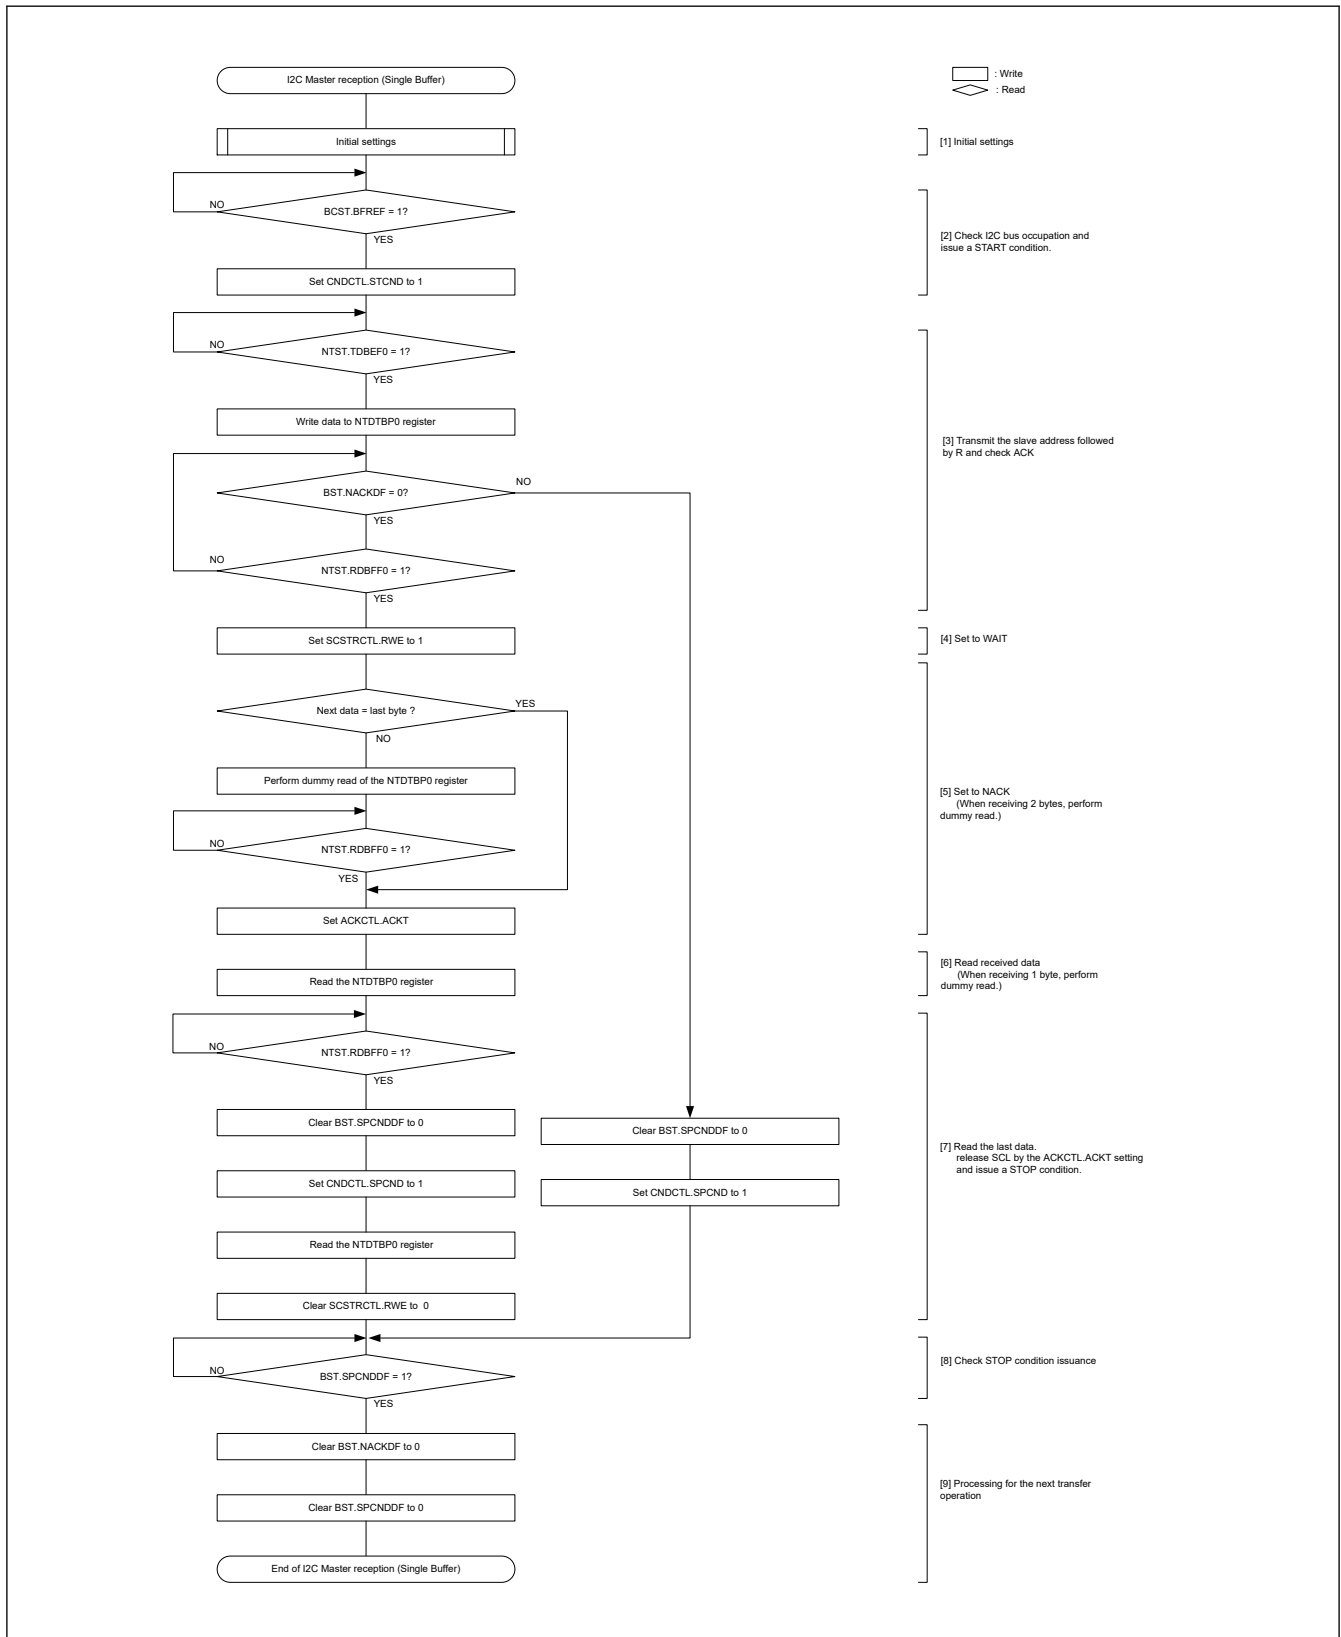 I2C Master reception (Single Buffer)
: Write
: Read
Initial settings
[1] Initial settings
NO
BCST.BFREF = 1?
YES
[2] Check I2C bus occupation and
issue a START condition.
Set CNDCTL.STCND to 1
NO
NTST.TDBEF0 = 1?
YES
Write data to NTDTBP0 register
[3] Transmit the slave address followed
by R and check ACK
BST.NACKDF = 0?
NO
YES
NO
NTST.RDBFF0 = 1?
YES
Set SCSTRCTL.RWE to 1
[4] Set to WAIT
Next data = last byte ?
YES
NO
Perform dummy read of the NTDTBP0 register
[5] Set to NACK
(When receiving 2 bytes, perform
dummy read.)
NO
NTST.RDBFF0 = 1?
YES
Set ACKCTL.ACKT
Read the NTDTBP0 register
[6] Read received data
(When receiving 1 byte, perform
dummy read.)
NO
NTST.RDBFF0 = 1?
YES
Clear BST.SPCNDDF to 0
Clear BST.SPCNDDF to 0
[7] Read the last data.
release SCL by the ACKCTL.ACKT setting
and issue a STOP condition.
Set CNDCTL.SPCND to 1
Set CNDCTL.SPCND to 1
Read the NTDTBP0 register
Clear SCSTRCTL.RWE to 0
NO
BST.SPCNDDF = 1?
YES
[8] Check STOP condition issuance
Clear BST.NACKDF to 0
[9] Processing for the next transfer
operation
Clear BST.SPCNDDF to 0
End of I2C Master reception (Single Buffer)